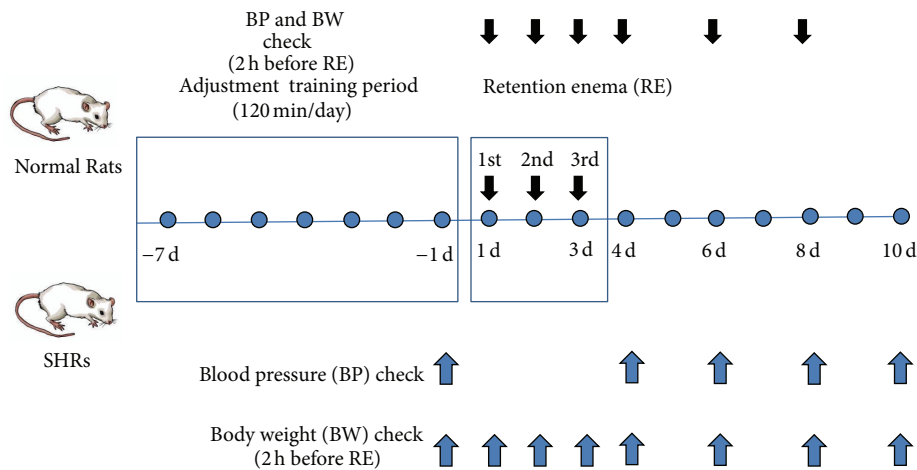 BP and BW
check
(2 h before RE)
Adjustment training period
(120 min/day)
Retention enema (RE)
Normal Rats
1st 2nd 3rd
−7 d −1 d 1 d 3 d 4 d 6 d 8 d 10 d
SHRs
Blood pressure (BP) check
Body weight (BW) check
(2 h before RE)